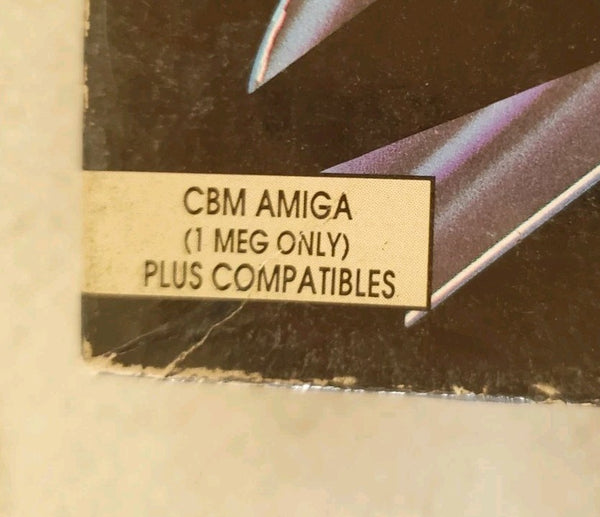 CBM AMIGA
(1 MEG ONLY)
PLUS COMPATIBLES